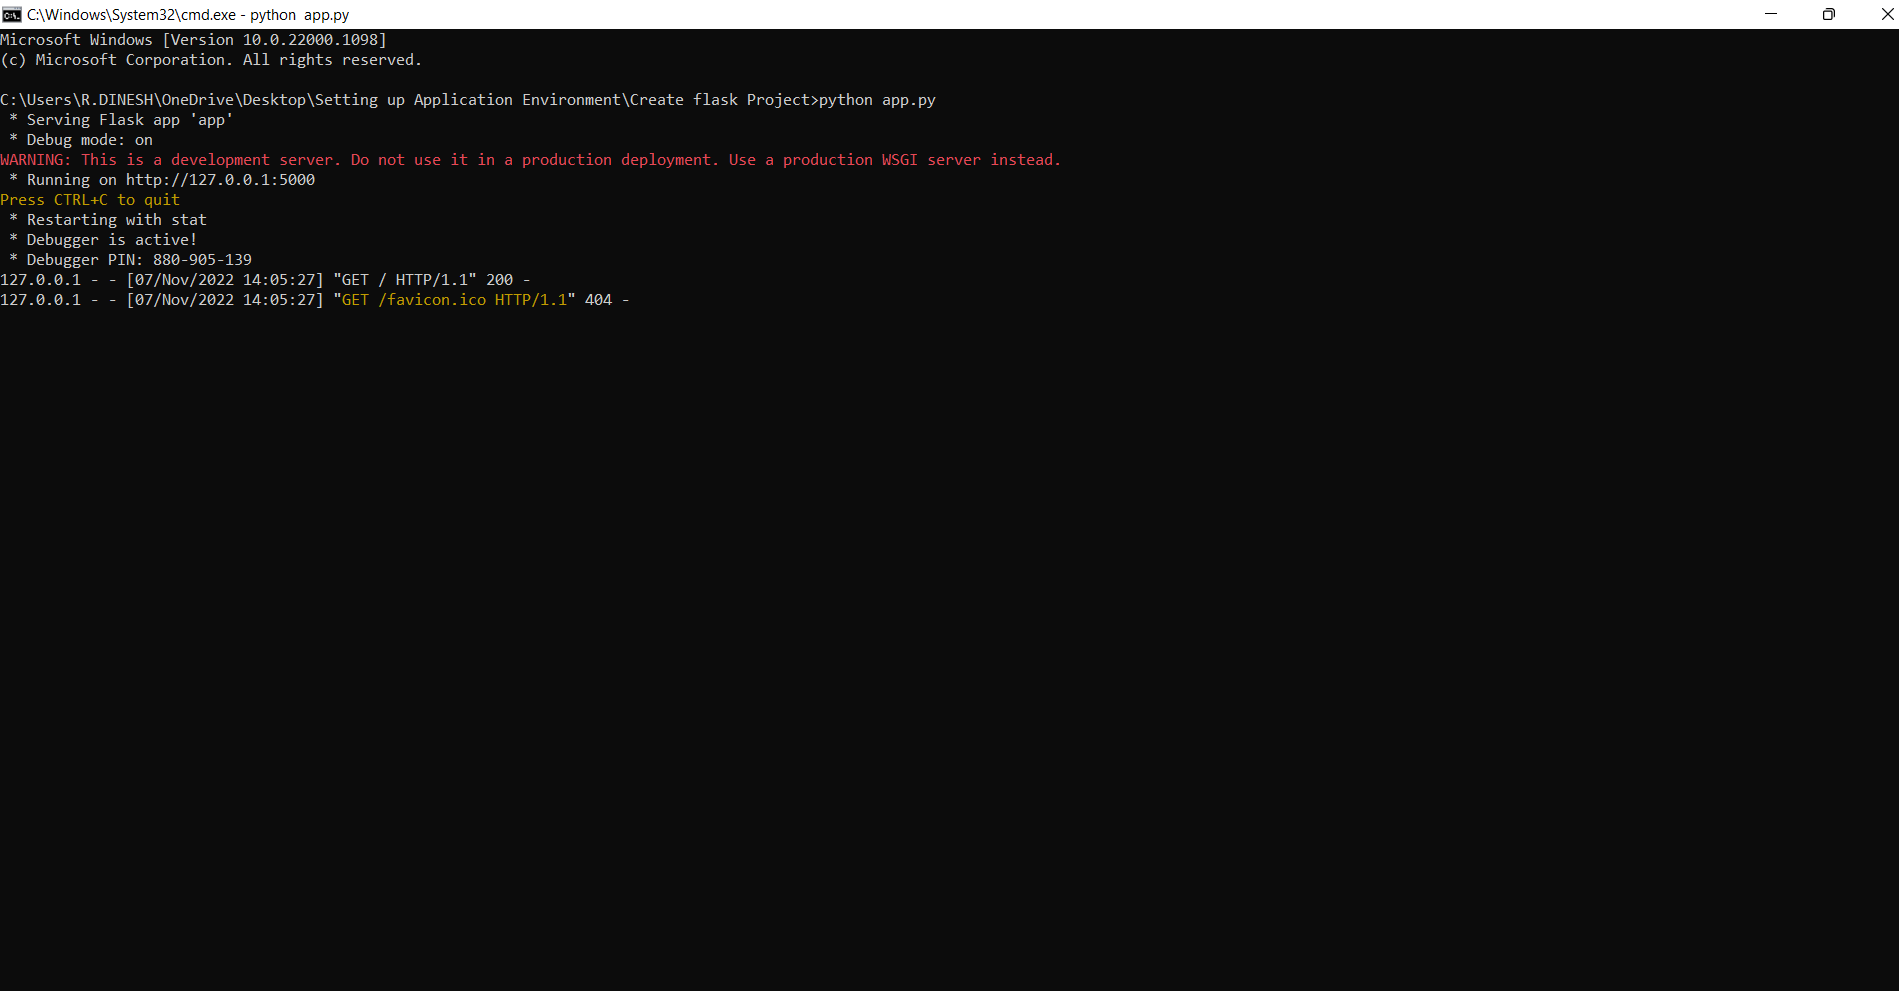 C:\Windows\System32\cmd.exe - python  app.py
Microsoft Windows [Version 10.0.22000.1098]
(c) Microsoft Corporation. All rights reserved.
C:\Users\R.DINESH\OneDrive\Desktop\Setting up Application Environment\Create flask Project>python app.py
 * Serving Flask app 'app'
 * Debug mode: on
WARNING: This is a development server. Do not use it in a production deployment. Use a production WSGI server instead.
 * Running on http://127.0.0.1:5000
Press CTRL+C to quit
 * Restarting with stat
 * Debugger is active!
 * Debugger PIN: 880-905-139
127.0.0.1 - - [07/Nov/2022 14:05:27] "GET / HTTP/1.1" 200 -
127.0.0.1 - - [07/Nov/2022 14:05:27] "GET /favicon.ico HTTP/1.1" 404 -